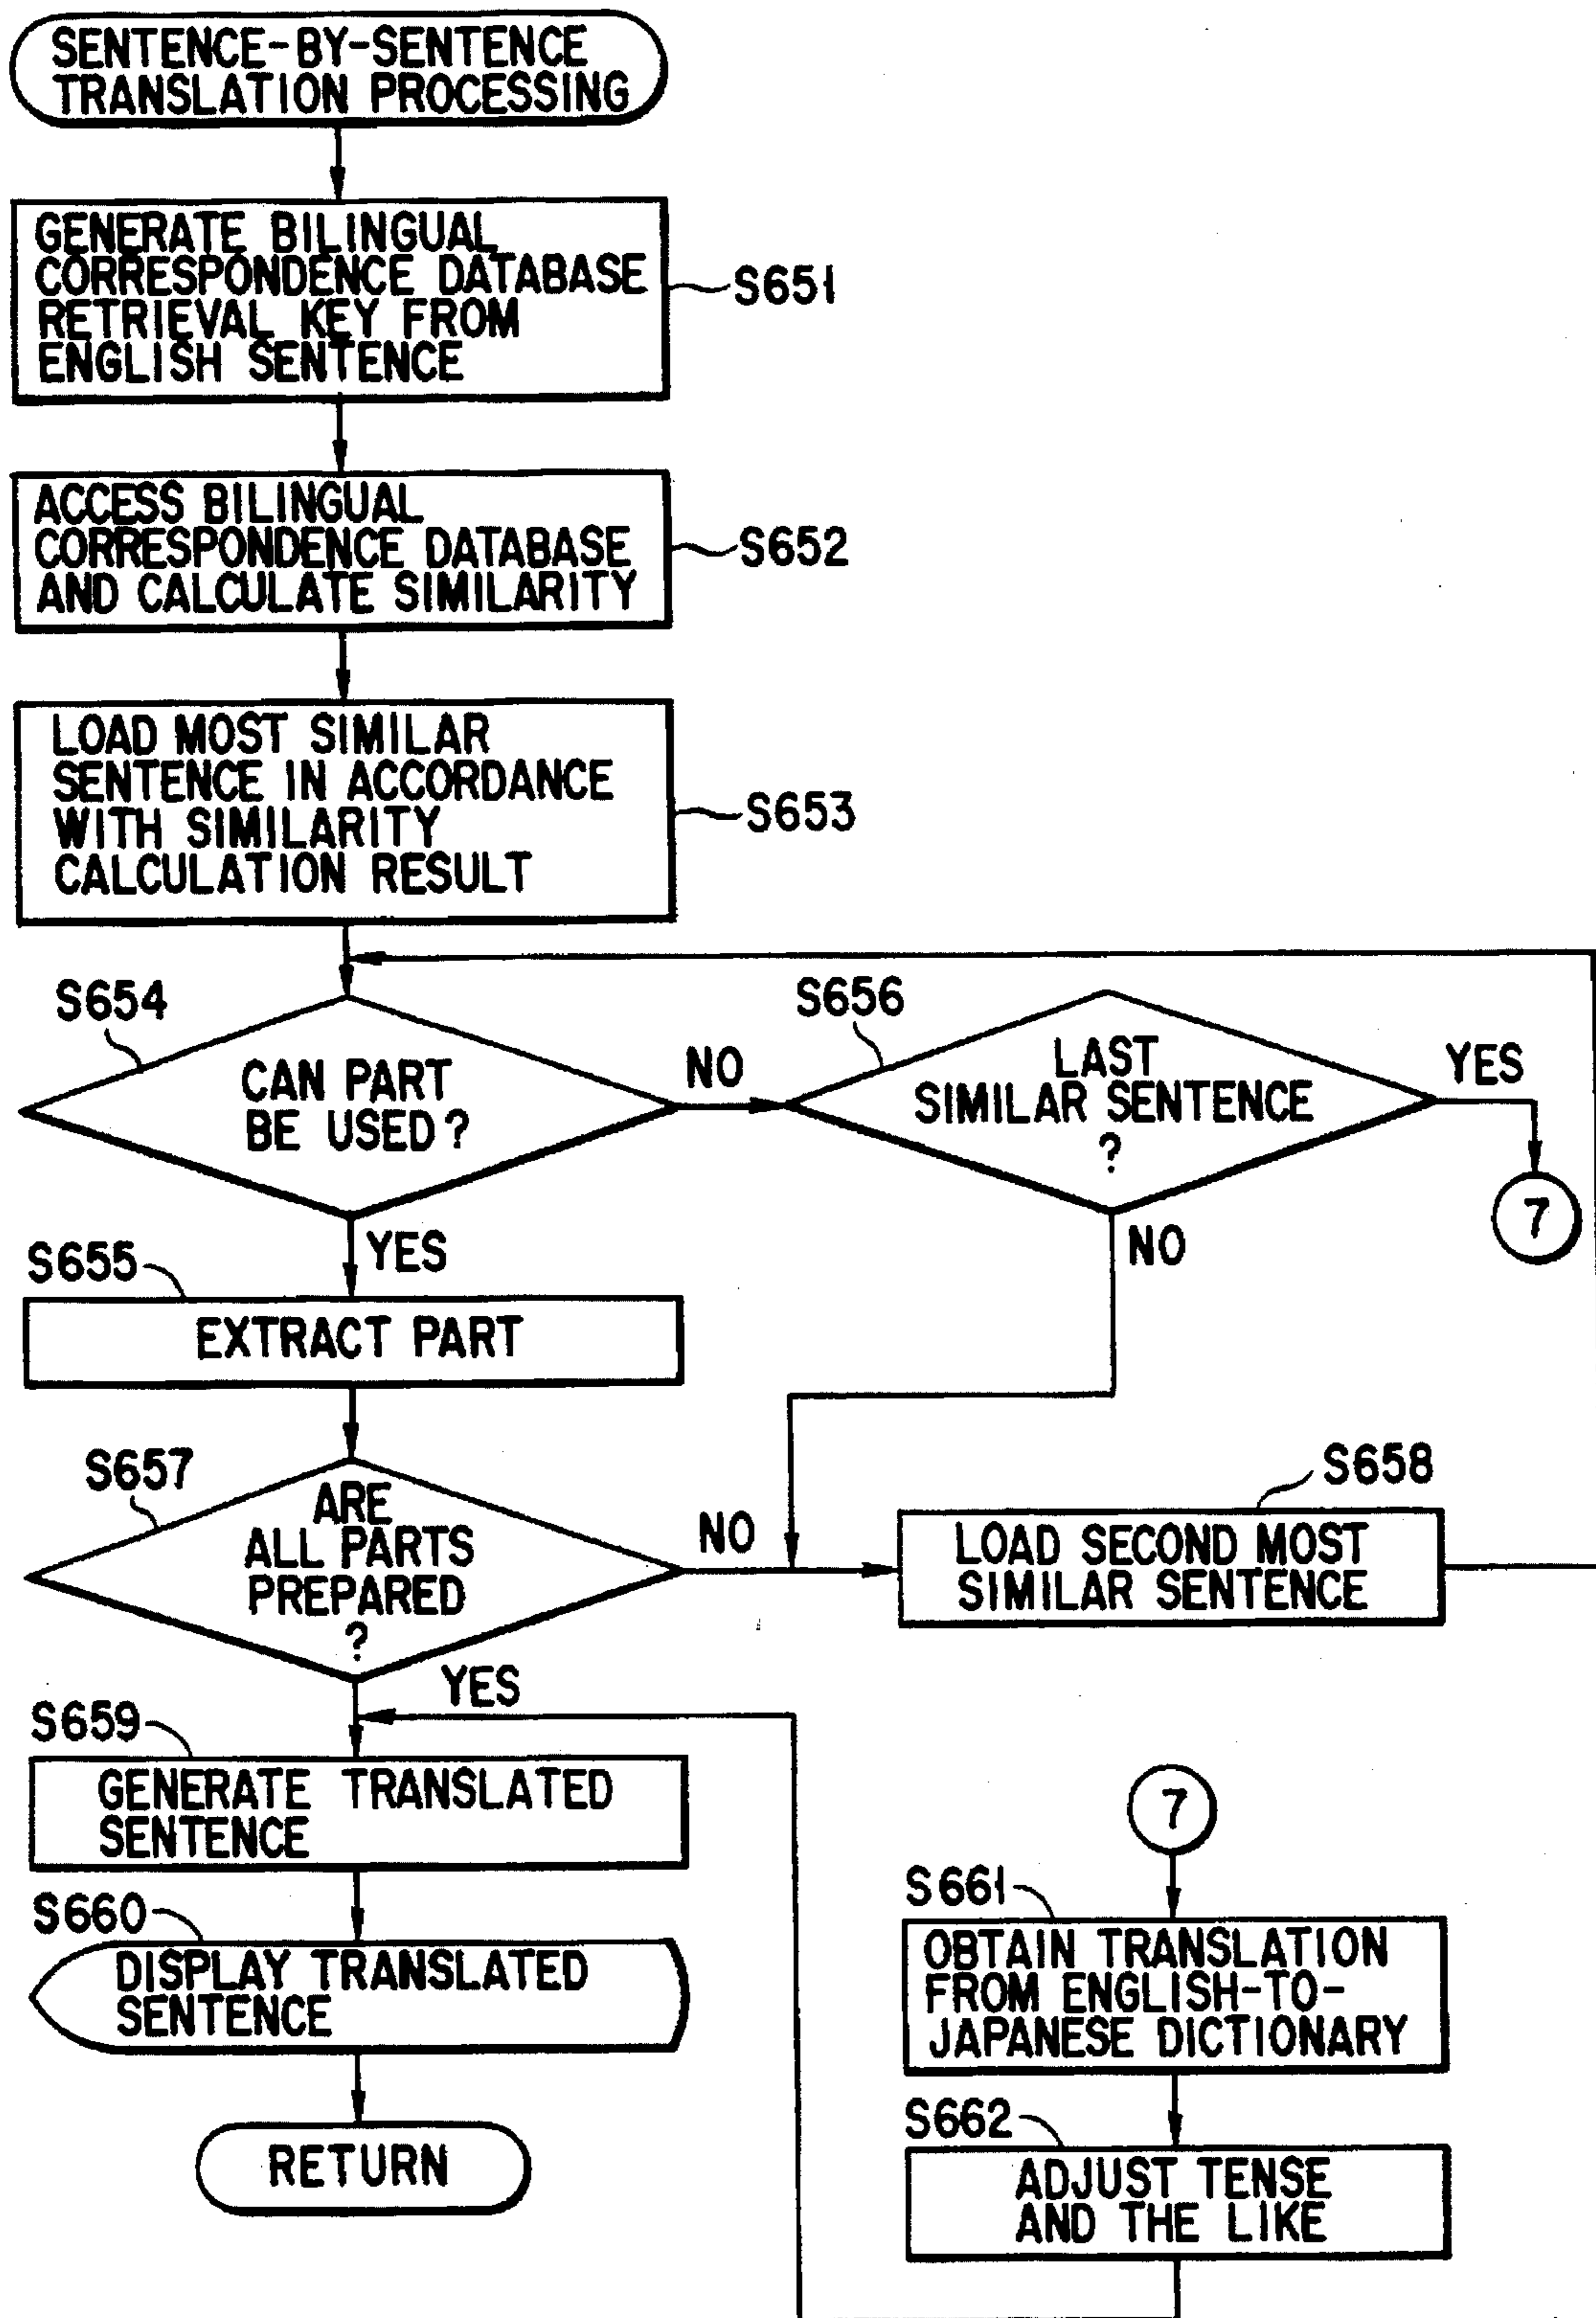 SENTENCE-BY-SENTENCE
TRANSLATION PROCESSING
GENERATE BILINGUAL
CORRESPONDENCE DATABASE
RETRIEVAL KEY FROM
ENGLISH SENTENCE
S651
ACCESS BILINGUAL
CORRESPONDENCE DATABASE
AND CALCULATE SIMILARITY
S652
LOAD MOST SIMILAR
SENTENCE IN ACCORDANCE
WITH SIMILARITY
CALCULATION RESULT
S653
S654
CAN PART
BE USED?
NO
YES
S656
LAST
SIMILAR SENTENCE
?
YES
7
NO
S655
EXTRACT PART
S657
ARE
ALL PARTS
PREPARED
?
NO
YES
S658
LOAD SECOND MOST
SIMILAR SENTENCE
S659
GENERATE TRANSLATED
SENTENCE
S660
DISPLAY TRANSLATED
SENTENCE
RETURN
7
S661
OBTAIN TRANSLATION
FROM ENGLISH-TO-
JAPANESE DICTIONARY
S662
ADJUST TENSE
AND THE LIKE